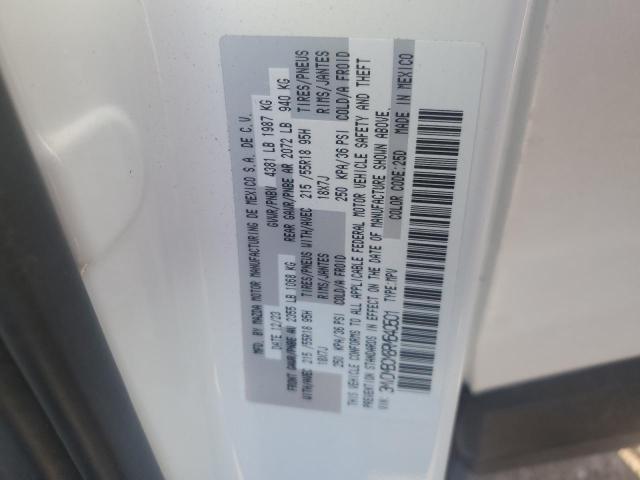 MFD. BY MAZDA MOTOR MANUFACTURING DE MEXICO S.A. DE C.V.
DATE: 12/23 GVWR/PNBV 4381 LB 1987 KG
FRONT GAWR/PNBE AV 2355 LB 1068 KG REAR GAWR/PNBE AR 2072 LB 940 KG
WITH/AVEC 215 /55R18 95H TIRES/PNEUS WITH/AVEC 215 /55R18 95H TIRES/PNEUS
18X7J RIMS/JANTES 18X7J RIMS/JANTES
250 KPA/36 PSI COLD/A FROID 250 KPA/36 PSI COLD/A FROID
THIS VEHICLE CONFORMS TO ALL APPLICABLE FEDERAL MOTOR VEHICLE SAFETY AND THEFT
PREVENTION STANDARDS IN EFFECT ON THE DATE OF MANUFACTURE SHOWN ABOVE.
VIN: TYPE:MPV COLOR CODE:25D MADE IN MEXICO